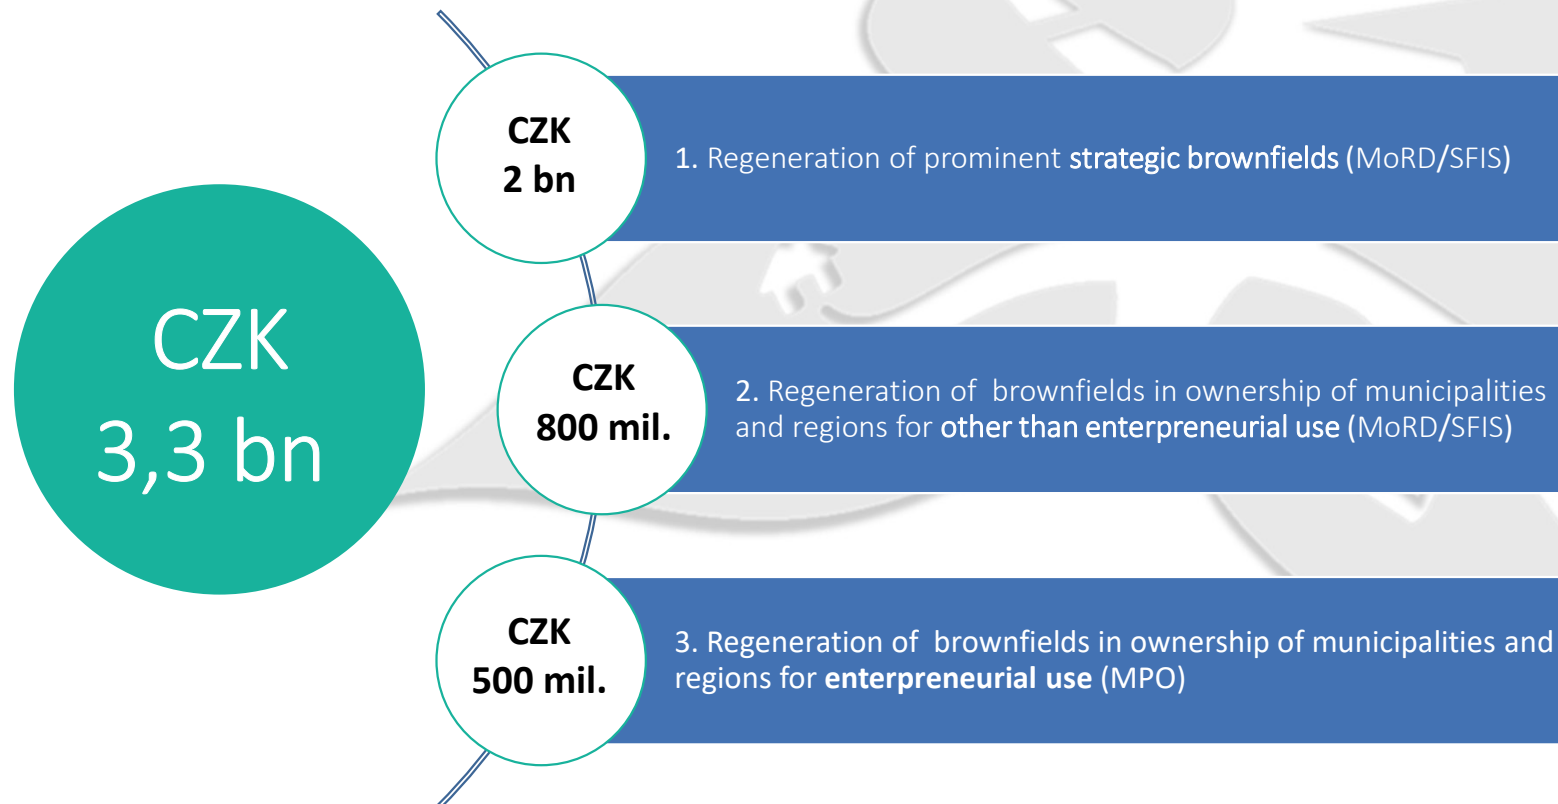 CZK
3,3 bn
CZK
2 bn
1. Regeneration of prominent strategic brownfields (MoRD/SFIS)
CZK
800 mil.
2. Regeneration of  brownfields in ownership of municipalities
and regions for other than enterpreneurial use (MoRD/SFIS)
CZK
500 mil.
3. Regeneration of  brownfields in ownership of municipalities and
regions for enterpreneurial use (MPO)